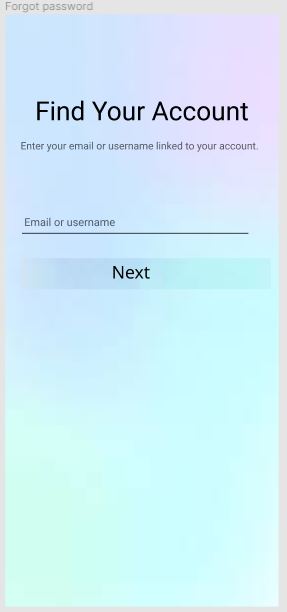 Forgot password
Find Your Account
Enter your email or username linked to your account.
Email or username
Next